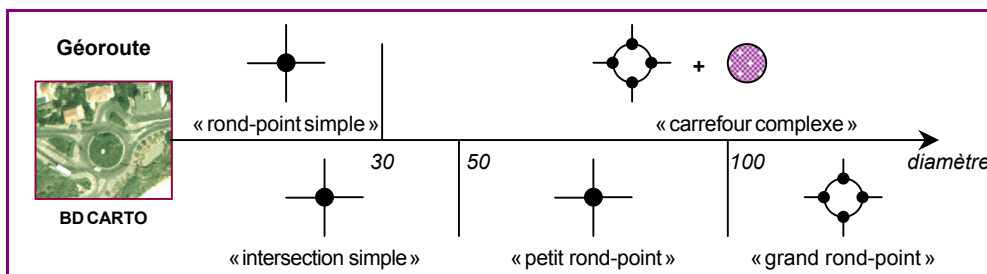 Géoroute
+
« rond-point simple »
« carrefour complexe »
30
50
100
diamètre
BD CARTO
« intersection simple »
« petit rond-point »
« grand rond-point »